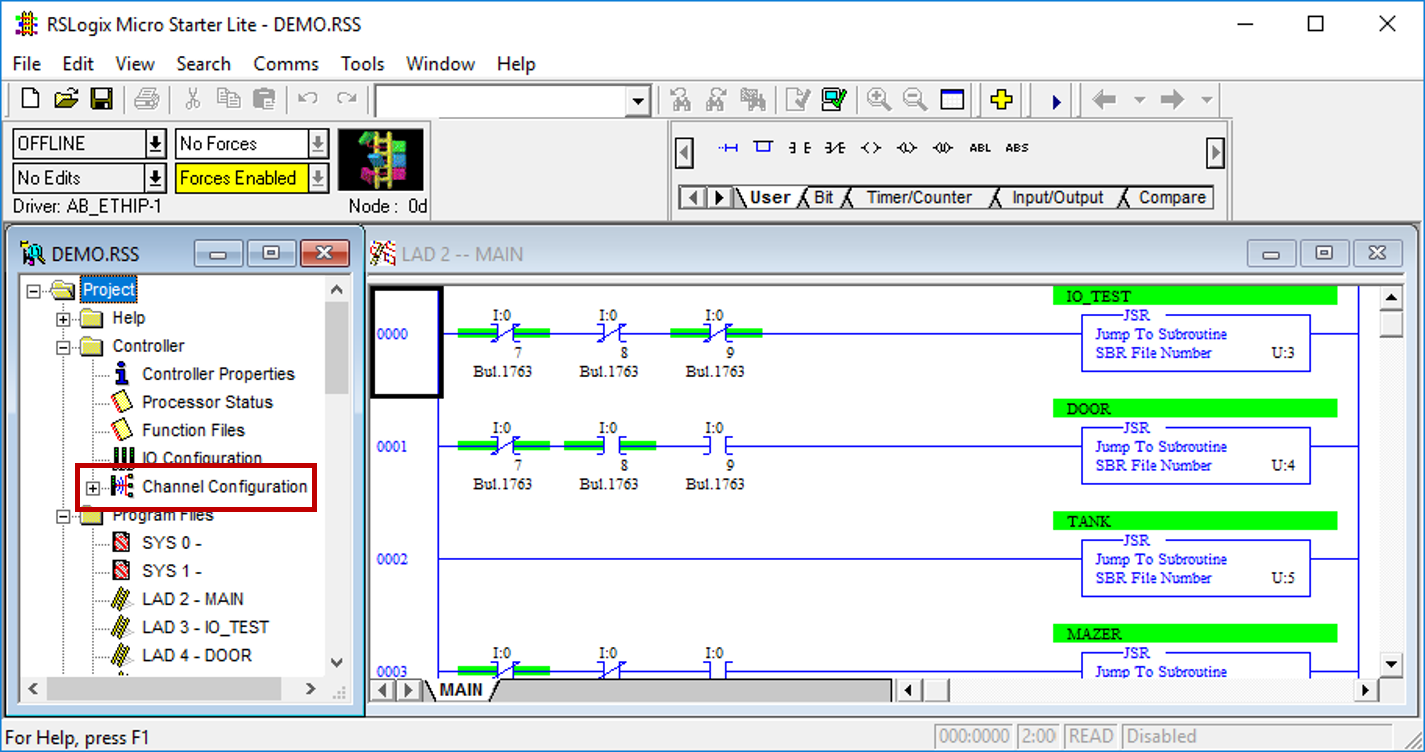 RSLogix Micro Starter Lite - DEMO.RSS
File Edit View Search Comms Tools Window Help
OFFLINE No Forces
No Edits Forces Enabled
Driver: AB_ETHIP-1 Node : 0d
ABL ABS
User Bit Timer/Counter Input/Output Compare
DEMO.RSS
Project
Help
Controller
Controller Properties
Processor Status
Function Files
IO Configuration
Channel Configuration
Program Files
SYS 0 -
SYS 1 -
LAD 2 - MAIN
LAD 3 - IO_TEST
LAD 4 - DOOR
LAD 2 -- MAIN
IO_TEST
0000
I:0 I:0 I:0
7 8 9
Bul.1763 Bul.1763 Bul.1763
JSR
Jump To Subroutine
SBR File Number U:3
DOOR
0001
I:0 I:0 I:0
7 8 9
Bul.1763 Bul.1763 Bul.1763
JSR
Jump To Subroutine
SBR File Number U:4
TANK
0002
JSR
Jump To Subroutine
SBR File Number U:5
MAZER
0003
I:0 I:0 I:0
JSR
Jump To Subroutine
MAIN
For Help, press F1
000:0000 2:00 READ Disabled